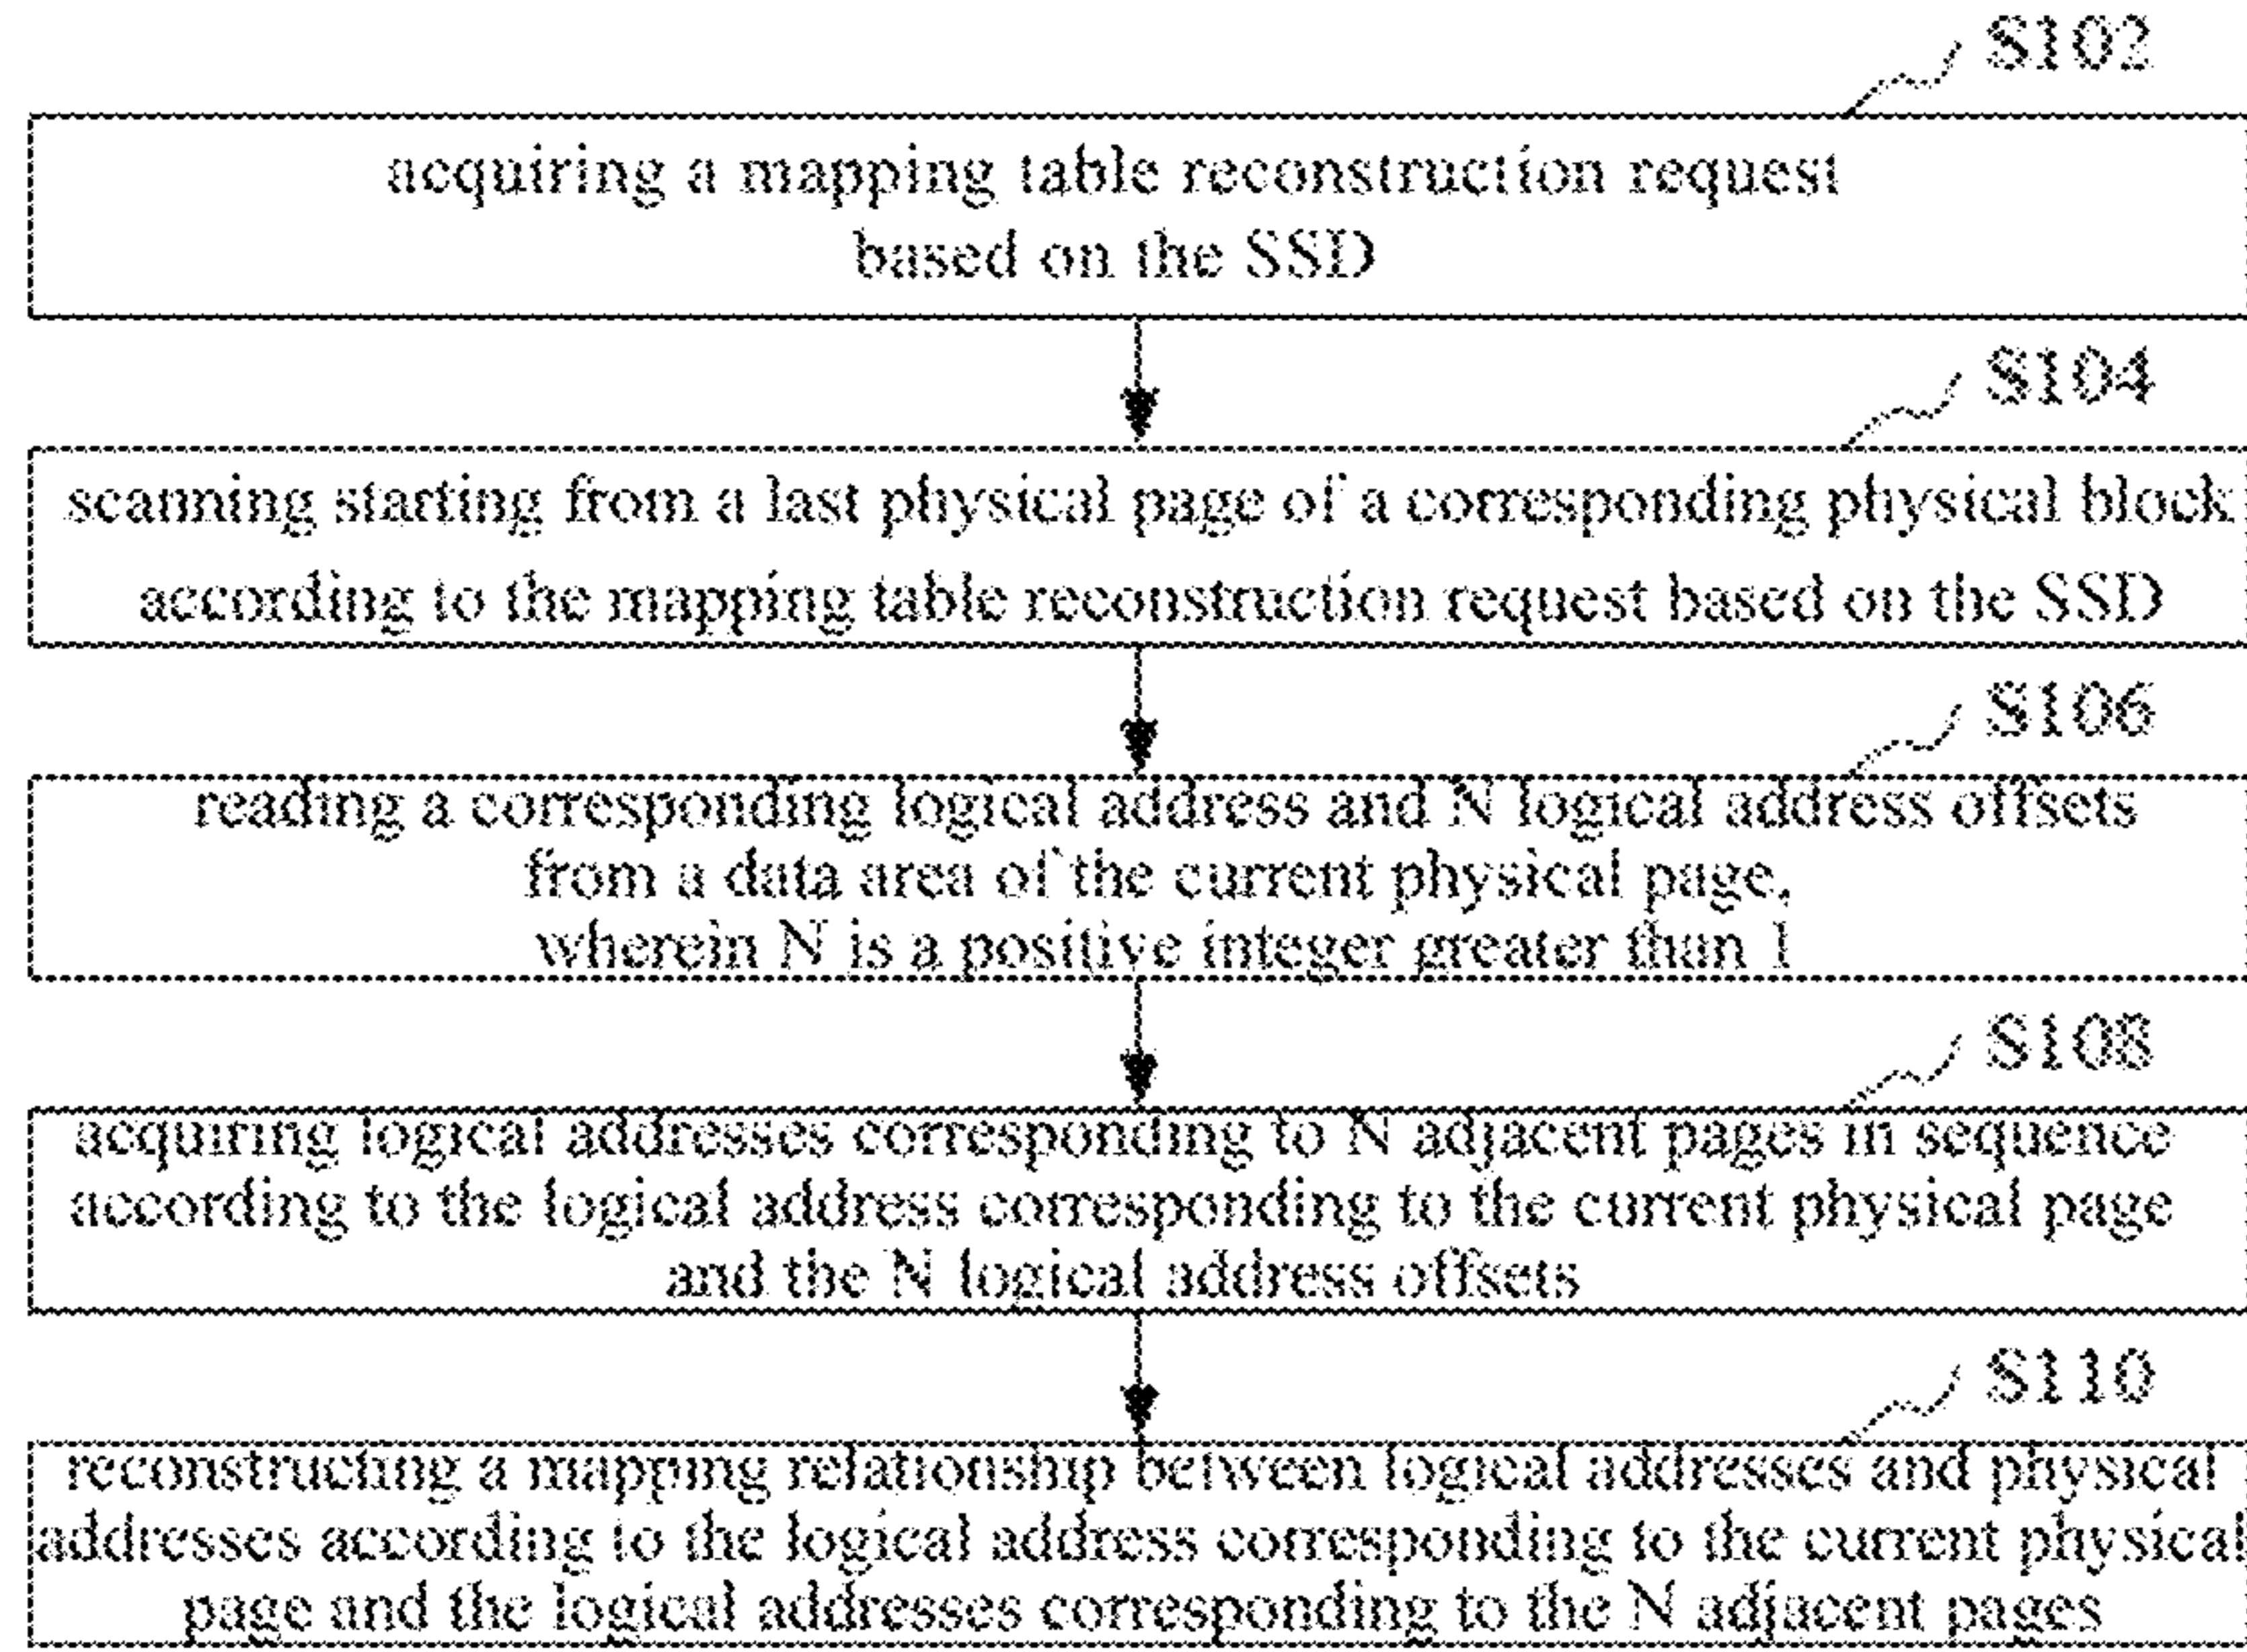 S102
acquiring a mapping table reconstruction request
based on the SSD
S104
scanning starting from a last physical page of a corresponding physical block
according to the mapping table reconstruction request based on the SSD
S106
reading a corresponding logical address and N logical address offsets
from a data area of the current physical page,
wherein N is a positive integer greater than 1
S108
acquiring logical addresses corresponding to N adjacent pages in sequence
according to the logical address corresponding to the current physical page
and the N logical address offsets
S110
reconstructing a mapping relationship between logical addresses and physical
addresses according to the logical address corresponding to the current physical
page and the logical addresses corresponding to the N adjacent pages